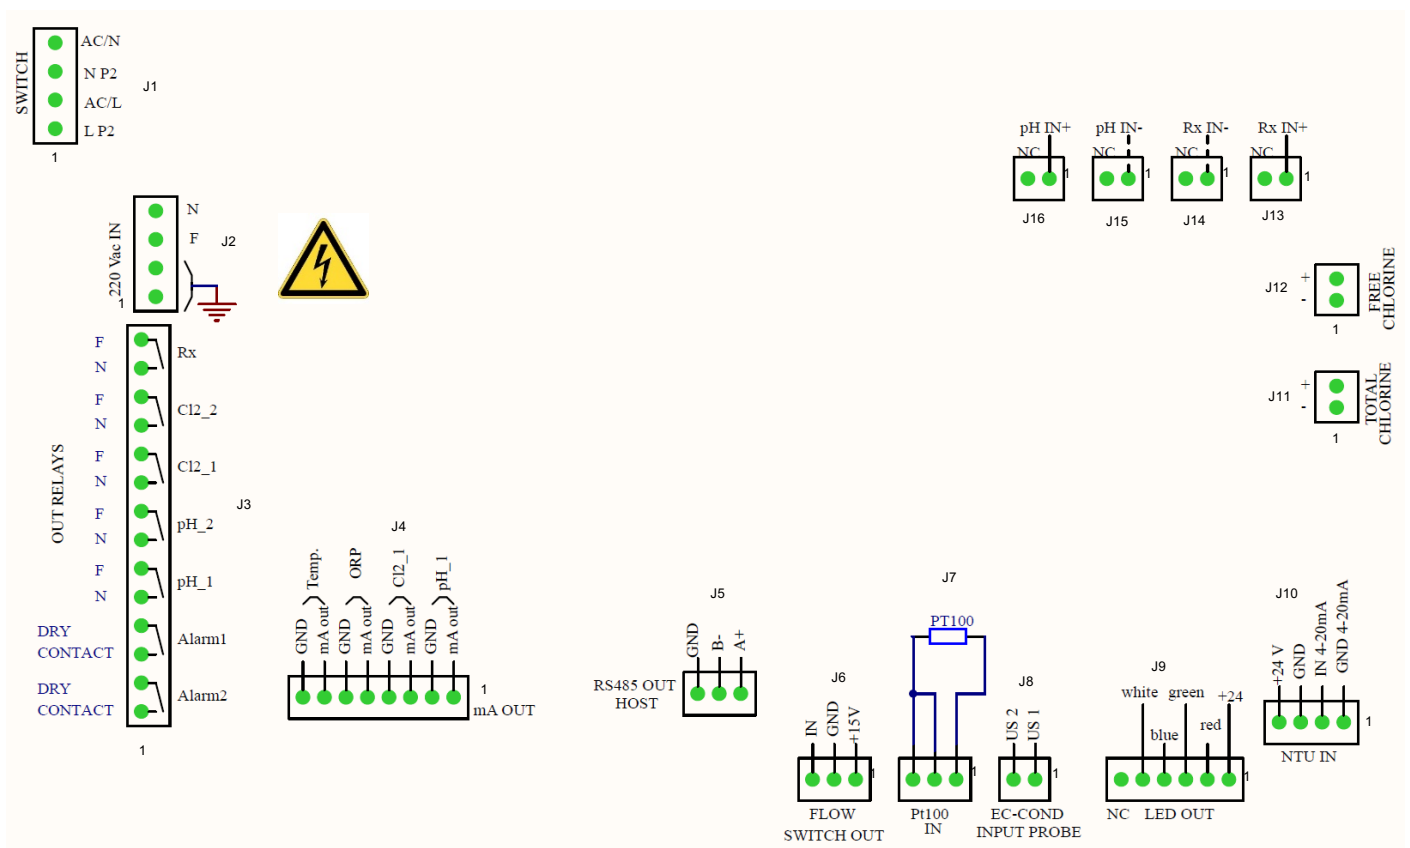 SWITCH
AC/N
N P2
AC/L
L P2
J1
1
220 Vac IN
N
F
J2
1
OUT RELAYS
F
N
Rx
F
N
Cl2_2
F
N
Cl2_1
J3
F
N
pH_2
F
N
pH_1
DRY
CONTACT
Alarm1
DRY
CONTACT
Alarm2
1
J4
Temp.
ORP
Cl2_1
pH_1
GND
mA out
GND
mA out
GND
mA out
GND
mA out
1
mA OUT
J5
GND
B-
A+
RS485 OUT
HOST
J6
IN
GND
+15V
1
FLOW
SWITCH OUT
J7
PT100
1
Pt100
IN
J8
US 2
US 1
1
EC-COND
INPUT PROBE
J9
white
blue
green
red
+24
1
NC
LED OUT
J10
+24 V
GND
IN 4-20mA
GND 4-20mA
1
NTU IN
J11
+
-
1
TOTAL
CHLORINE
J12
+
-
1
FREE
CHLORINE
pH IN+
NC
1
J16
pH IN-
NC
1
J15
Rx IN-
NC
1
J14
Rx IN+
NC
1
J13